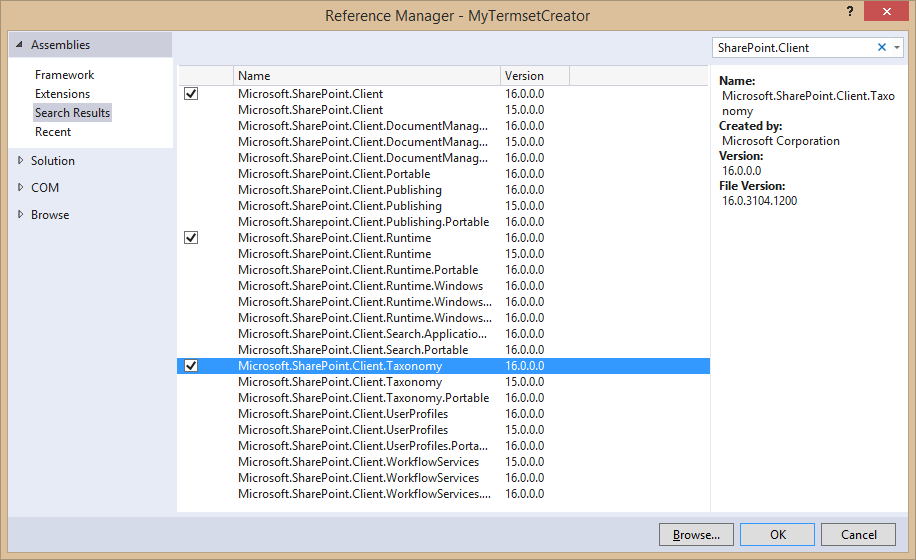 Reference Manager - MyTermsetCreator
?
Assemblies
Framework
Extensions
Search Results
Recent
Solution
COM
Browse
SharePoint.Client
Name Version
Microsoft.SharePoint.Client 16.0.0.0
Microsoft.SharePoint.Client 15.0.0.0
Microsoft.SharePoint.Client.DocumentManag... 16.0.0.0
Microsoft.SharePoint.Client.DocumentManag... 15.0.0.0
Microsoft.SharePoint.Client.DocumentManag... 16.0.0.0
Microsoft.SharePoint.Client.Portable 16.0.0.0
Microsoft.SharePoint.Client.Publishing 16.0.0.0
Microsoft.SharePoint.Client.Publishing 15.0.0.0
Microsoft.SharePoint.Client.Publishing.Portable 16.0.0.0
Microsoft.SharePoint.Client.Runtime 16.0.0.0
Microsoft.SharePoint.Client.Runtime 15.0.0.0
Microsoft.SharePoint.Client.Runtime.Portable 16.0.0.0
Microsoft.SharePoint.Client.Runtime.Windows 16.0.0.0
Microsoft.SharePoint.Client.Runtime.Windows... 16.0.0.0
Microsoft.SharePoint.Client.Runtime.Windows... 16.0.0.0
Microsoft.SharePoint.Client.Search.Applicatio... 16.0.0.0
Microsoft.SharePoint.Client.Search.Portable 16.0.0.0
Microsoft.SharePoint.Client.Taxonomy 16.0.0.0
Microsoft.SharePoint.Client.Taxonomy 15.0.0.0
Microsoft.SharePoint.Client.Taxonomy.Portable 16.0.0.0
Microsoft.SharePoint.Client.UserProfiles 16.0.0.0
Microsoft.SharePoint.Client.UserProfiles 15.0.0.0
Microsoft.SharePoint.Client.UserProfiles.Porta... 16.0.0.0
Microsoft.SharePoint.Client.WorkflowServices 15.0.0.0
Microsoft.SharePoint.Client.WorkflowServices 16.0.0.0
Microsoft.SharePoint.Client.WorkflowServices.... 16.0.0.0
Name:
Microsoft.SharePoint.Client.Taxo
nomy
Created by:
Microsoft Corporation
Version:
16.0.0.0
File Version:
16.0.3104.1200
Browse... OK Cancel